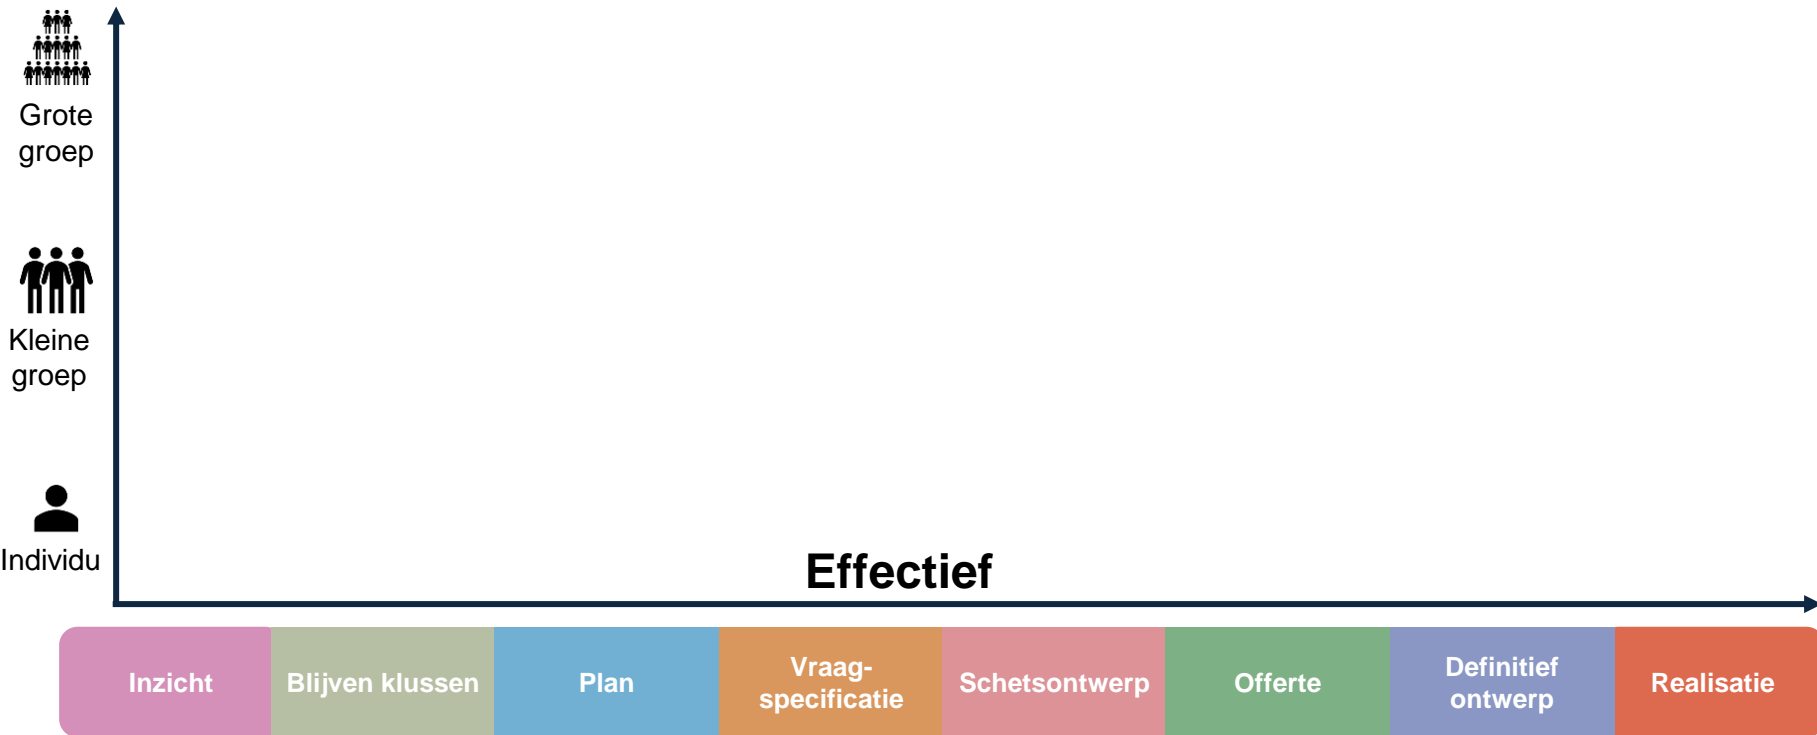 Grote
groep
Kleine
groep
Individu
Effectief
Inzicht
Blijven klussen
Plan
Vraag-
specificatie
Schetsontwerp
Offerte
Definitief
ontwerp
Realisatie